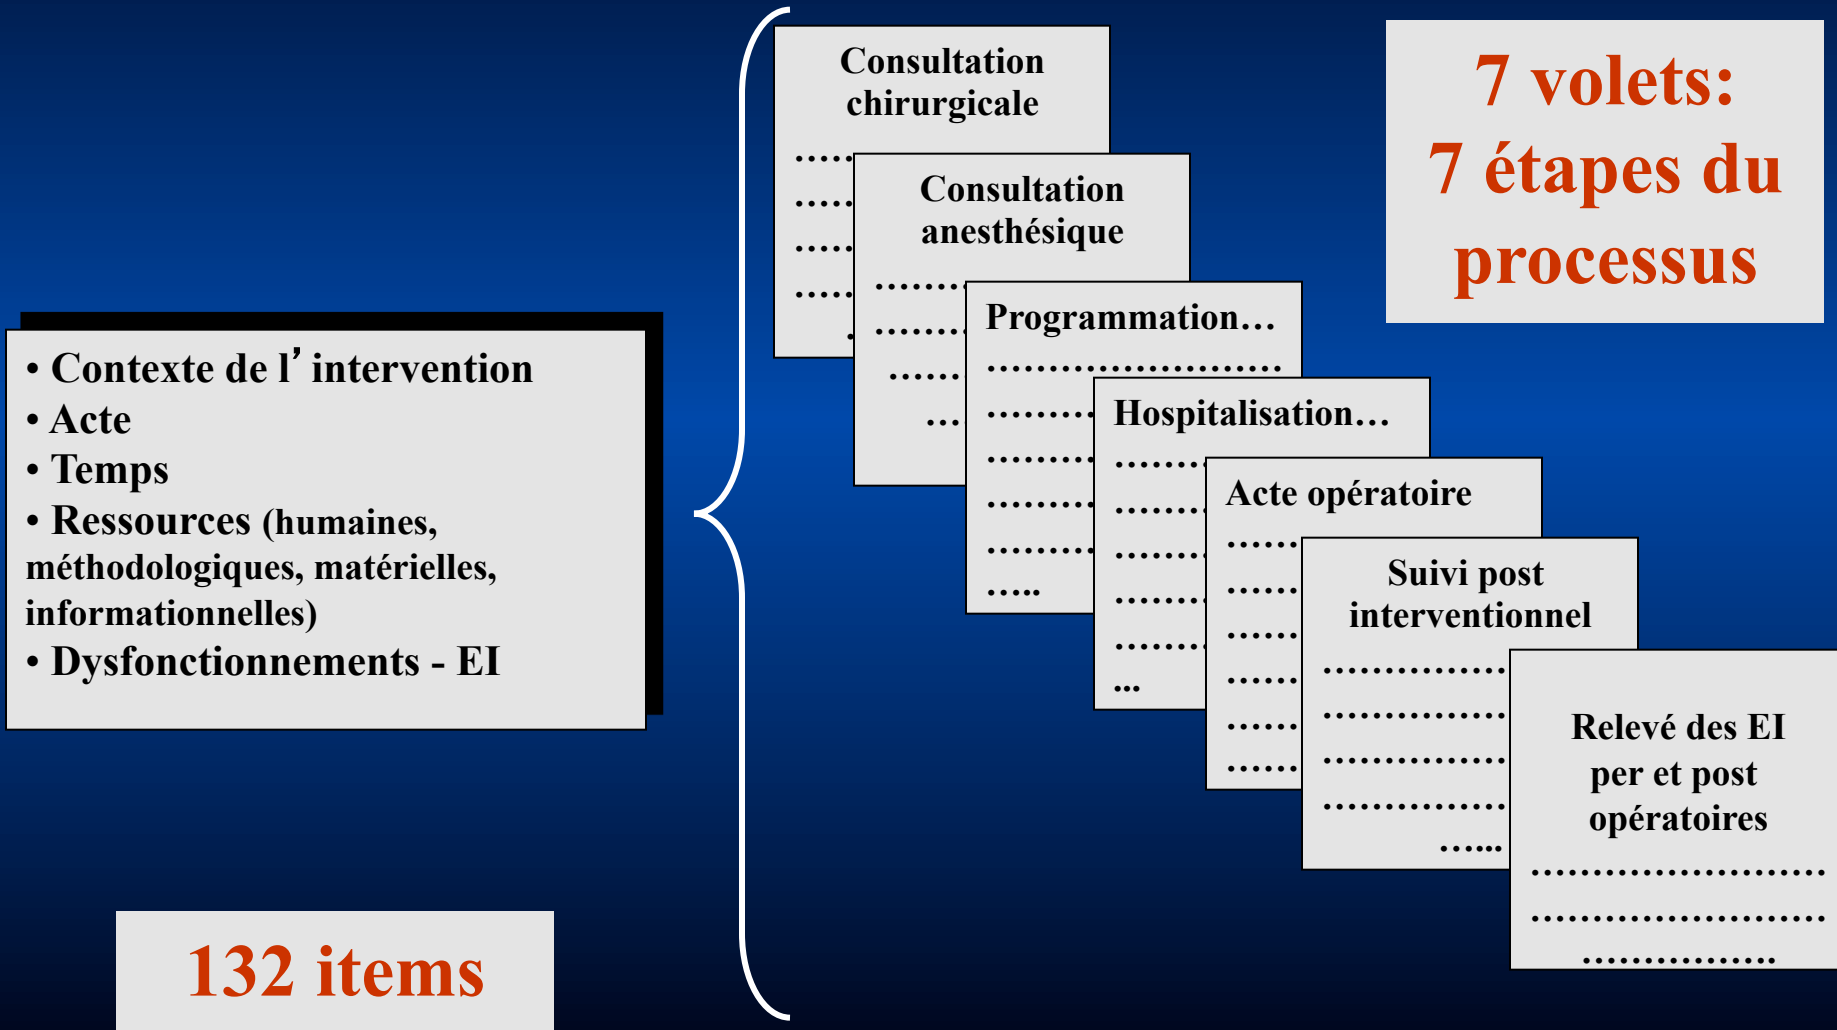 • Contexte de l’ intervention
• Acte
• Temps
• Ressources (humaines,
méthodologiques, matérielles,
informationnelles)
• Dysfonctionnements - EI
132 items
Consultation
chirurgicale
Consultation
anesthésique
Programmation…
Hospitalisation…
Acte opératoire
Suivi post
interventionnel
Relevé des EI
per et post
opératoires
7 volets:
7 étapes du
processus